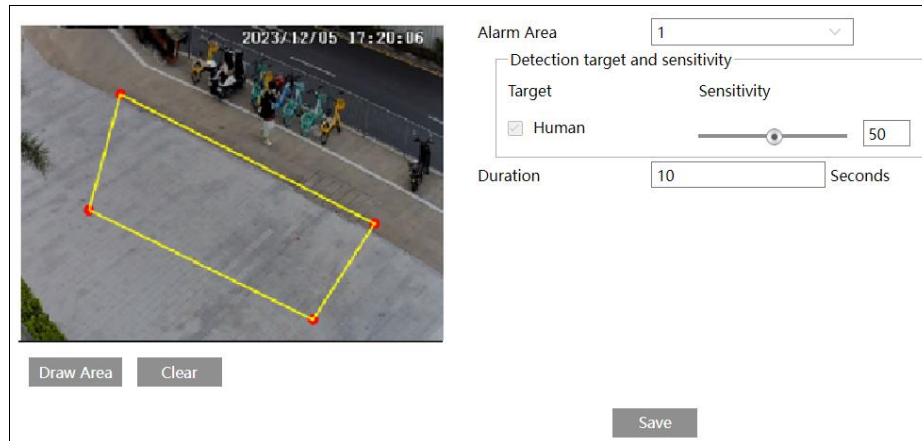 2023/12/05 17:20:06
Alarm Area 1
Detection target and sensitivity
Target Sensitivity
Human 50
Duration 10 Seconds
Draw Area Clear
Save